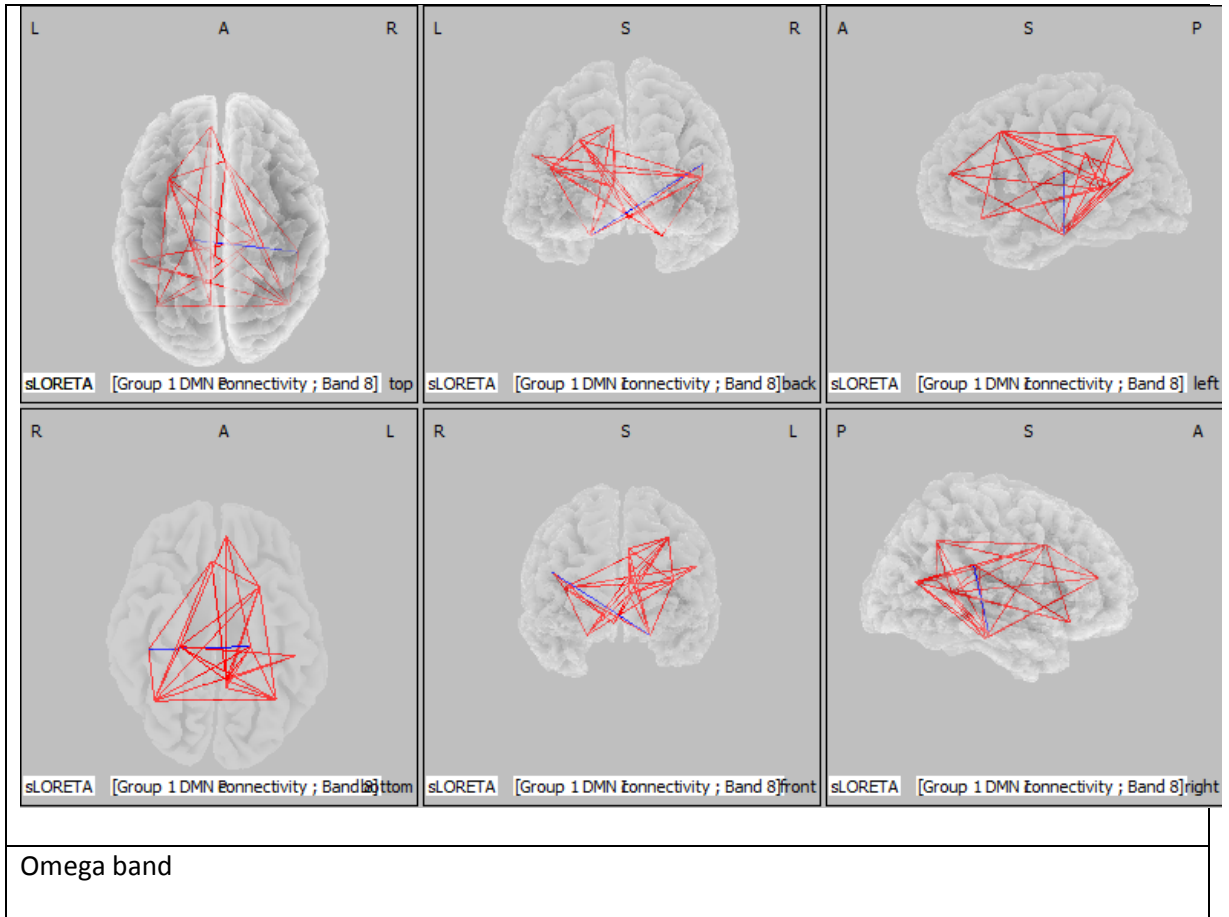 L A R
L S R
A S P
sLORETA [Group 1 DMN Connectivity ; Band 8] top
sLORETA [Group 1 DMN Connectivity ; Band 8] back
sLORETA [Group 1 DMN Connectivity ; Band 8] left
R A L
R S L
P S A
sLORETA [Group 1 DMN Connectivity ; Band 8] bottom
sLORETA [Group 1 DMN Connectivity ; Band 8] front
sLORETA [Group 1 DMN Connectivity ; Band 8] right
Omega band